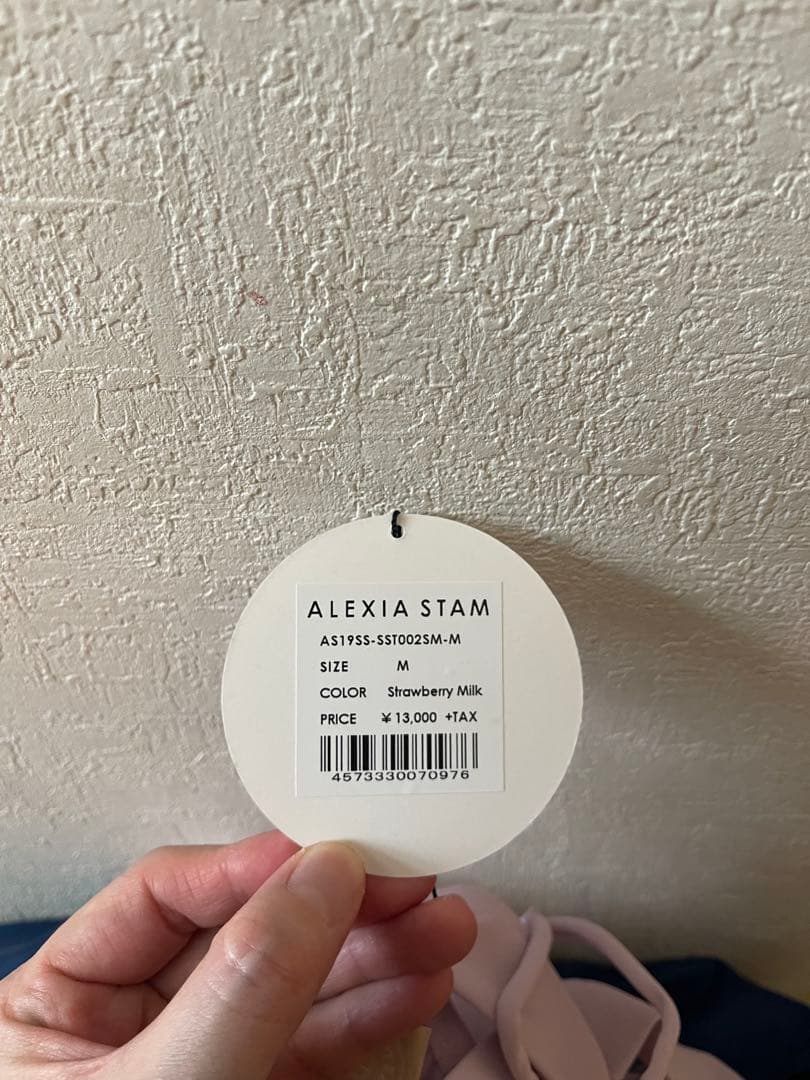 ALEXIA STAM
AS19SS-SST002SM-M
SIZE M
COLOR Strawberry Milk
PRICE ¥13,000 +TAX
4573330070976